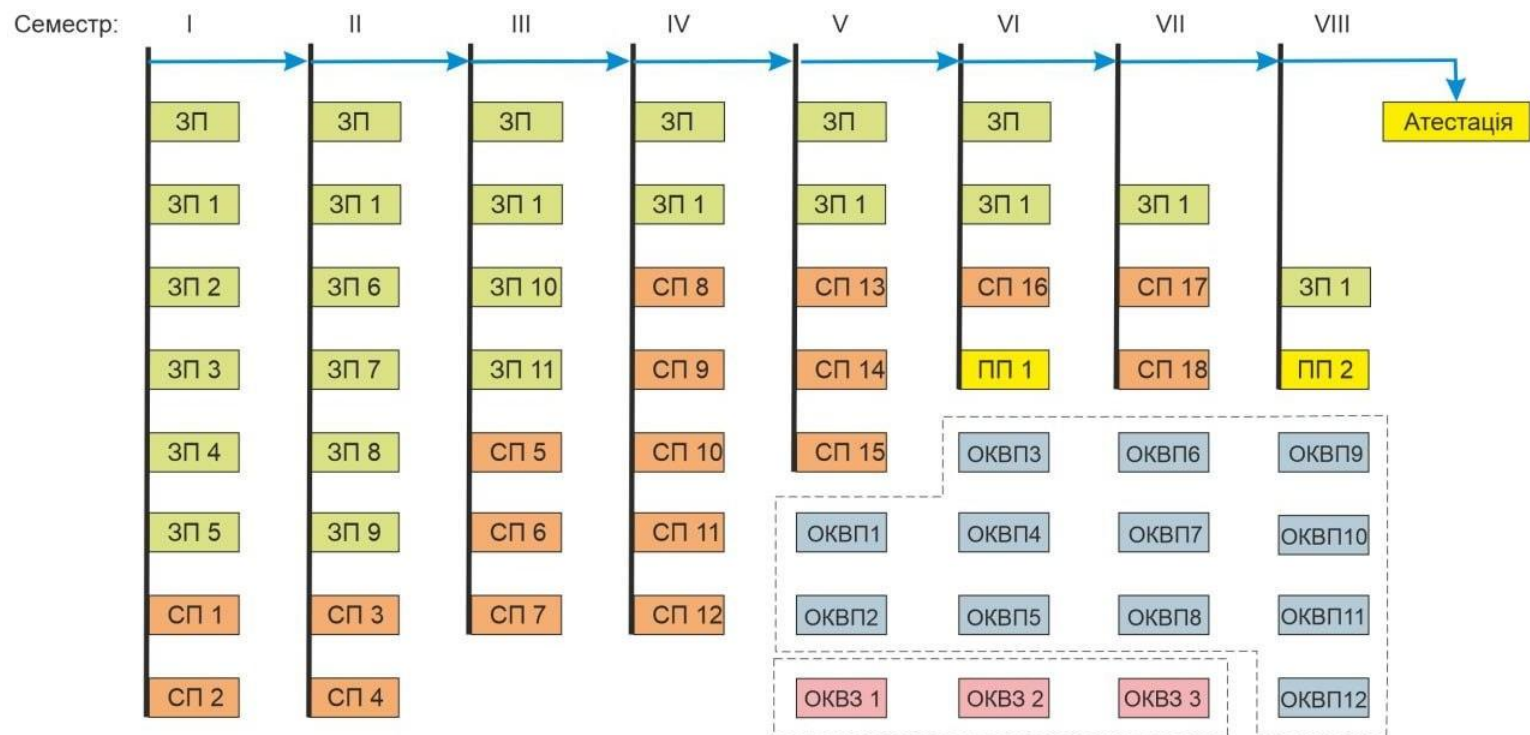 Семестр: I II III IV V VI VII VIII
ЗП ЗП ЗП ЗП ЗП ЗП Атестація
ЗП 1 ЗП 1 ЗП 1 ЗП 1 ЗП 1 ЗП 1 ЗП 1
ЗП 2 ЗП 6 ЗП 10 СП 8 СП 13 СП 16 СП 17 ЗП 1
ЗП 3 ЗП 7 ЗП 11 СП 9 СП 14 ПП 1 СП 18 ПП 2
ЗП 4 ЗП 8 СП 5 СП 10 СП 15 ОКВП3 ОКВП6 ОКВП9
ЗП 5 ЗП 9 СП 6 СП 11 ОКВП1 ОКВП4 ОКВП7 ОКВП10
СП 1 СП 3 СП 7 СП 12 ОКВП2 ОКВП5 ОКВП8 ОКВП11
СП 2 СП 4 ОКВЗ 1 ОКВЗ 2 ОКВЗ 3 ОКВП12